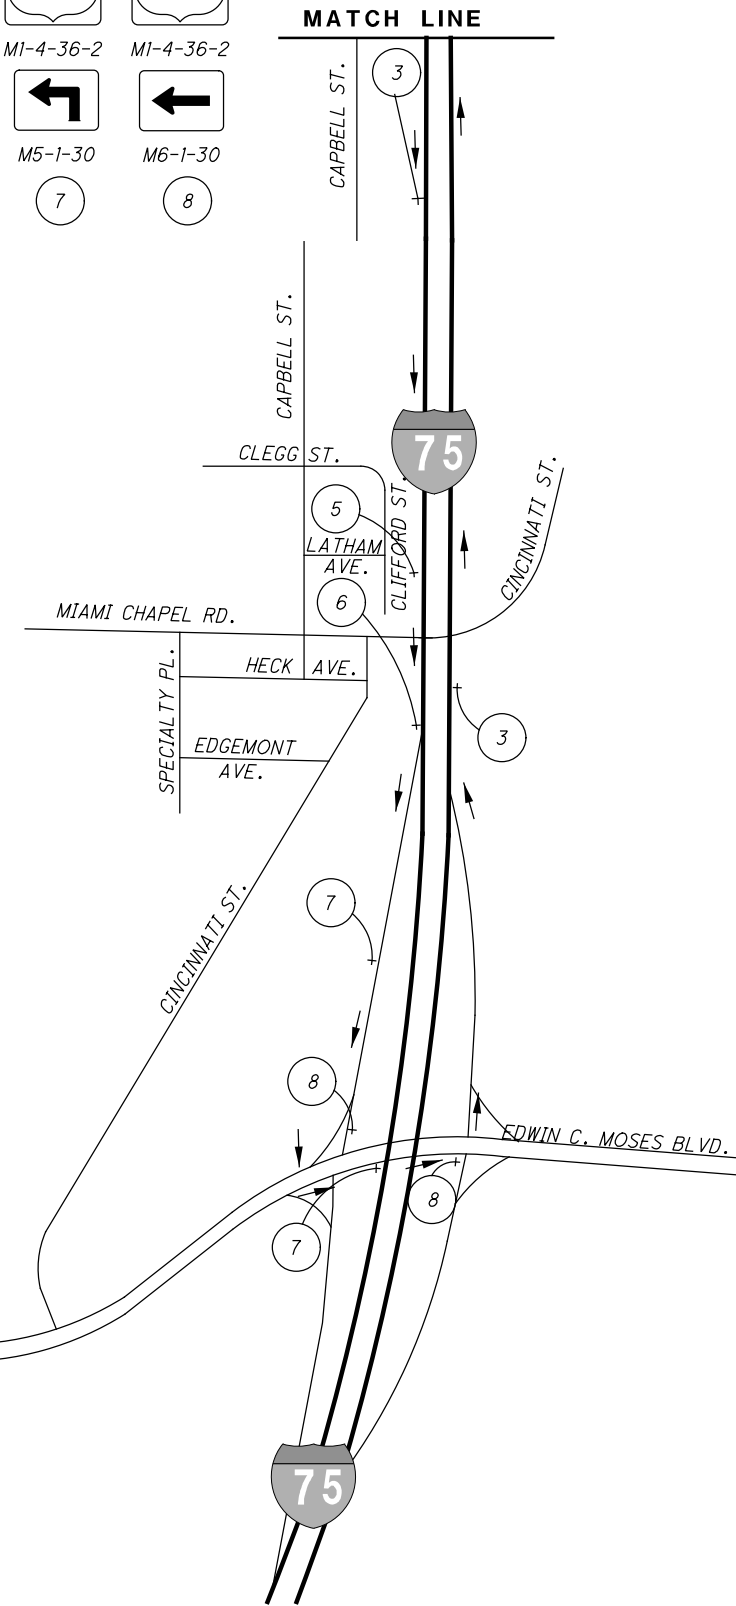 MATCH LINE
M1-4-36-2
M1-4-36-2
M5-1-30
M6-1-30
7
8
3
CAPBELL ST.
CAPBELL ST.
75
CLEGG ST.
5
CLIFFORD ST.
CINCINNATI ST.
LATHAM
AVE.
6
MIAMI CHAPEL RD.
HECK AVE.
SPECIALTY PL.
3
EDGEMONT
AVE.
7
CINCINNATI ST.
8
EDWIN C. MOSES BLVD.
8
7
75